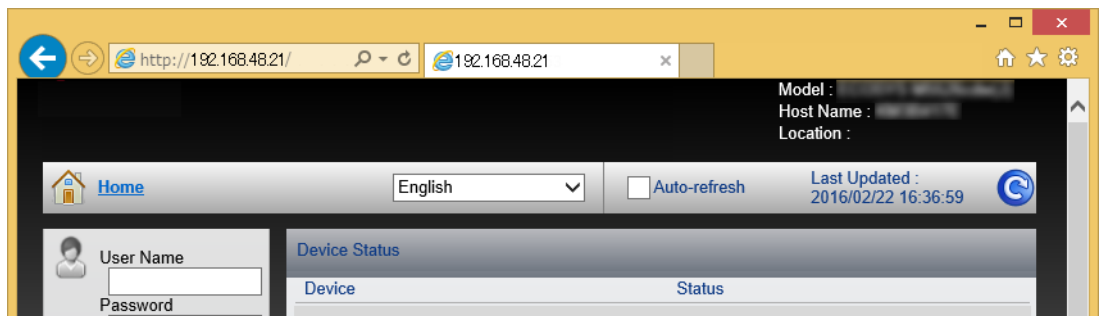 http://192.168.48.21/
192.168.48.21
Model :
Host Name :
Location :
Home
English
Auto-refresh
Last Updated :
2016/02/22 16:36:59
User Name
Password
Device Status
Device Status